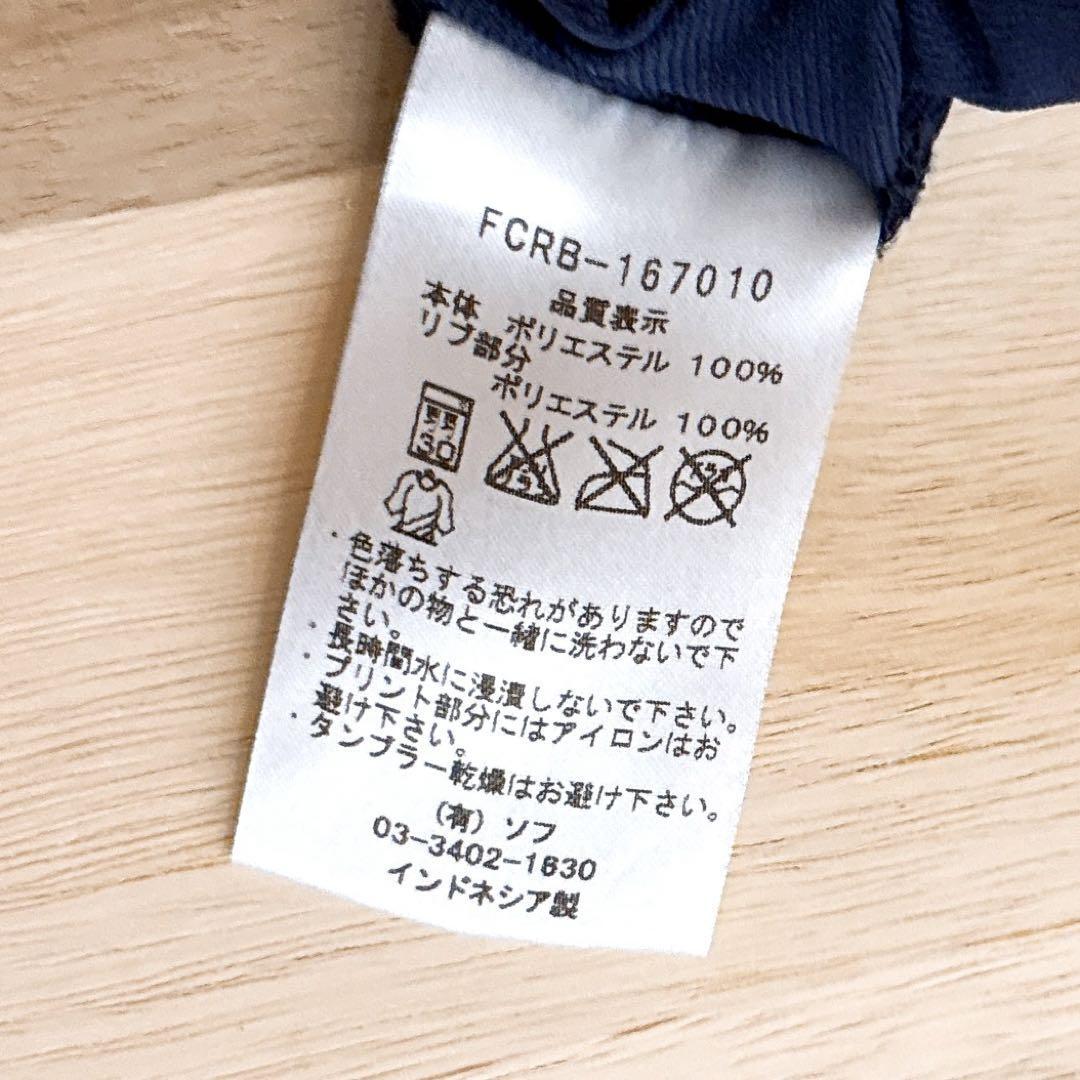 FCRB-167010
品質表示
本体 ポリエステル 100%
リブ部分
ポリエステル 100%
30
・色落ちする恐れがありますので
ほかの物と一緒に洗わないで下
さい。
・長時間水に浸漬しないで下さい。
・プリント部分にはアイロンはお
避け下さい。
・タンブラー乾燥はお避け下さい。
(有)ソフ
03-3402-1630
インドネシア製